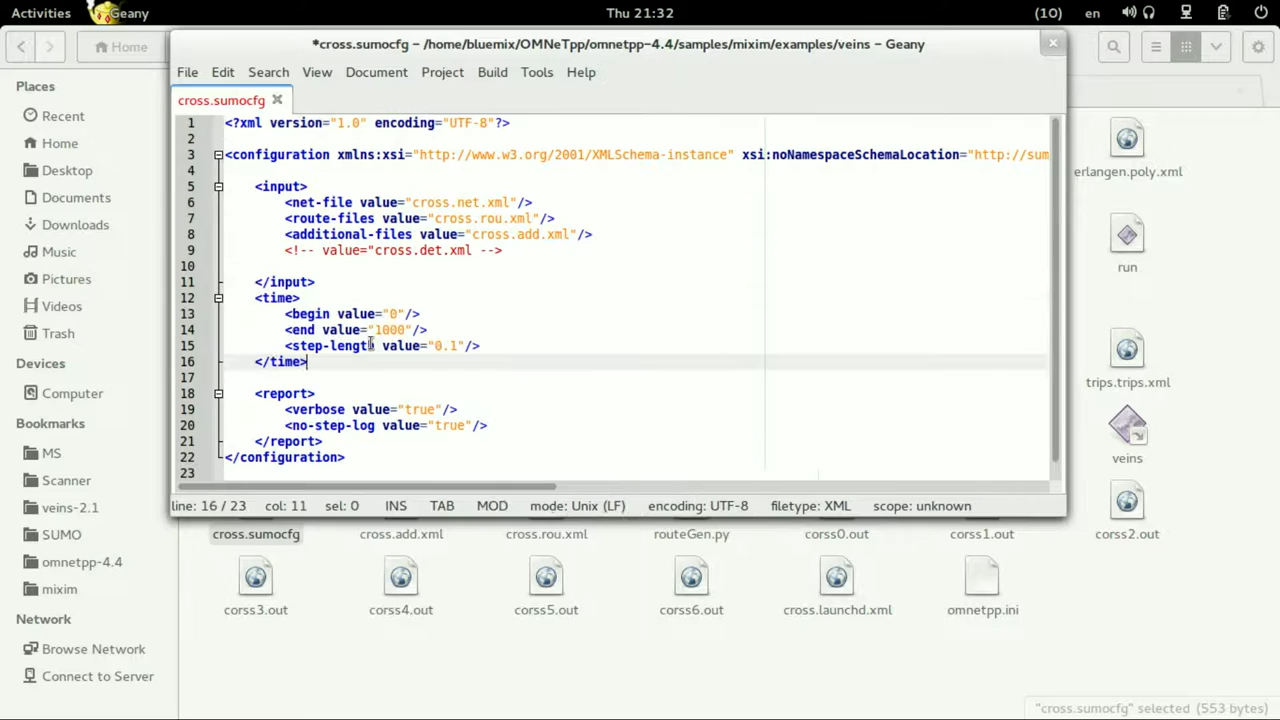 Activities Geany Thu 21:32 (10) en
Home
*cross.sumocfg – /home/bluemix/OMNeTpp/omnetpp-4.4/samples/mixim/examples/veins – Geany
File Edit Search View Document Project Build Tools Help
cross.sumocfg
1 <?xml version="1.0" encoding="UTF-8"?>
2
3 <configuration xmlns:xsi="http://www.w3.org/2001/XMLSchema-instance" xsi:noNamespaceSchemaLocation="http://sum
4
5 <input>
6 <net-file value="cross.net.xml"/>
7 <route-files value="cross.rou.xml"/>
8 <additional-files value="cross.add.xml"/>
9 <!-- value="cross.det.xml -->
10
11 </input>
12 <time>
13 <begin value="0"/>
14 <end value="1000"/>
15 <step-length value="0.1"/>
16 </time>
17
18 <report>
19 <verbose value="true"/>
20 <no-step-log value="true"/>
21 </report>
22 </configuration>
23
line: 16 / 23 col: 11 sel: 0 INS TAB MOD mode: Unix (LF) encoding: UTF-8 filetype: XML scope: unknown
Places
Recent
Home
Desktop
Documents
Downloads
Music
Pictures
Videos
Trash
Devices
Computer
Bookmarks
MS
Scanner
veins-2.1
SUMO
omnetpp-4.4
mixim
Network
Browse Network
Connect to Server
erlangen.poly.xml
run
trips.trips.xml
veins
cross.sumocfg cross.add.xml cross.rou.xml routeGen.py corss0.out corss1.out corss2.out
corss3.out corss4.out corss5.out corss6.out cross.launchd.xml omnetpp.ini
"cross.sumocfg" selected (553 bytes)